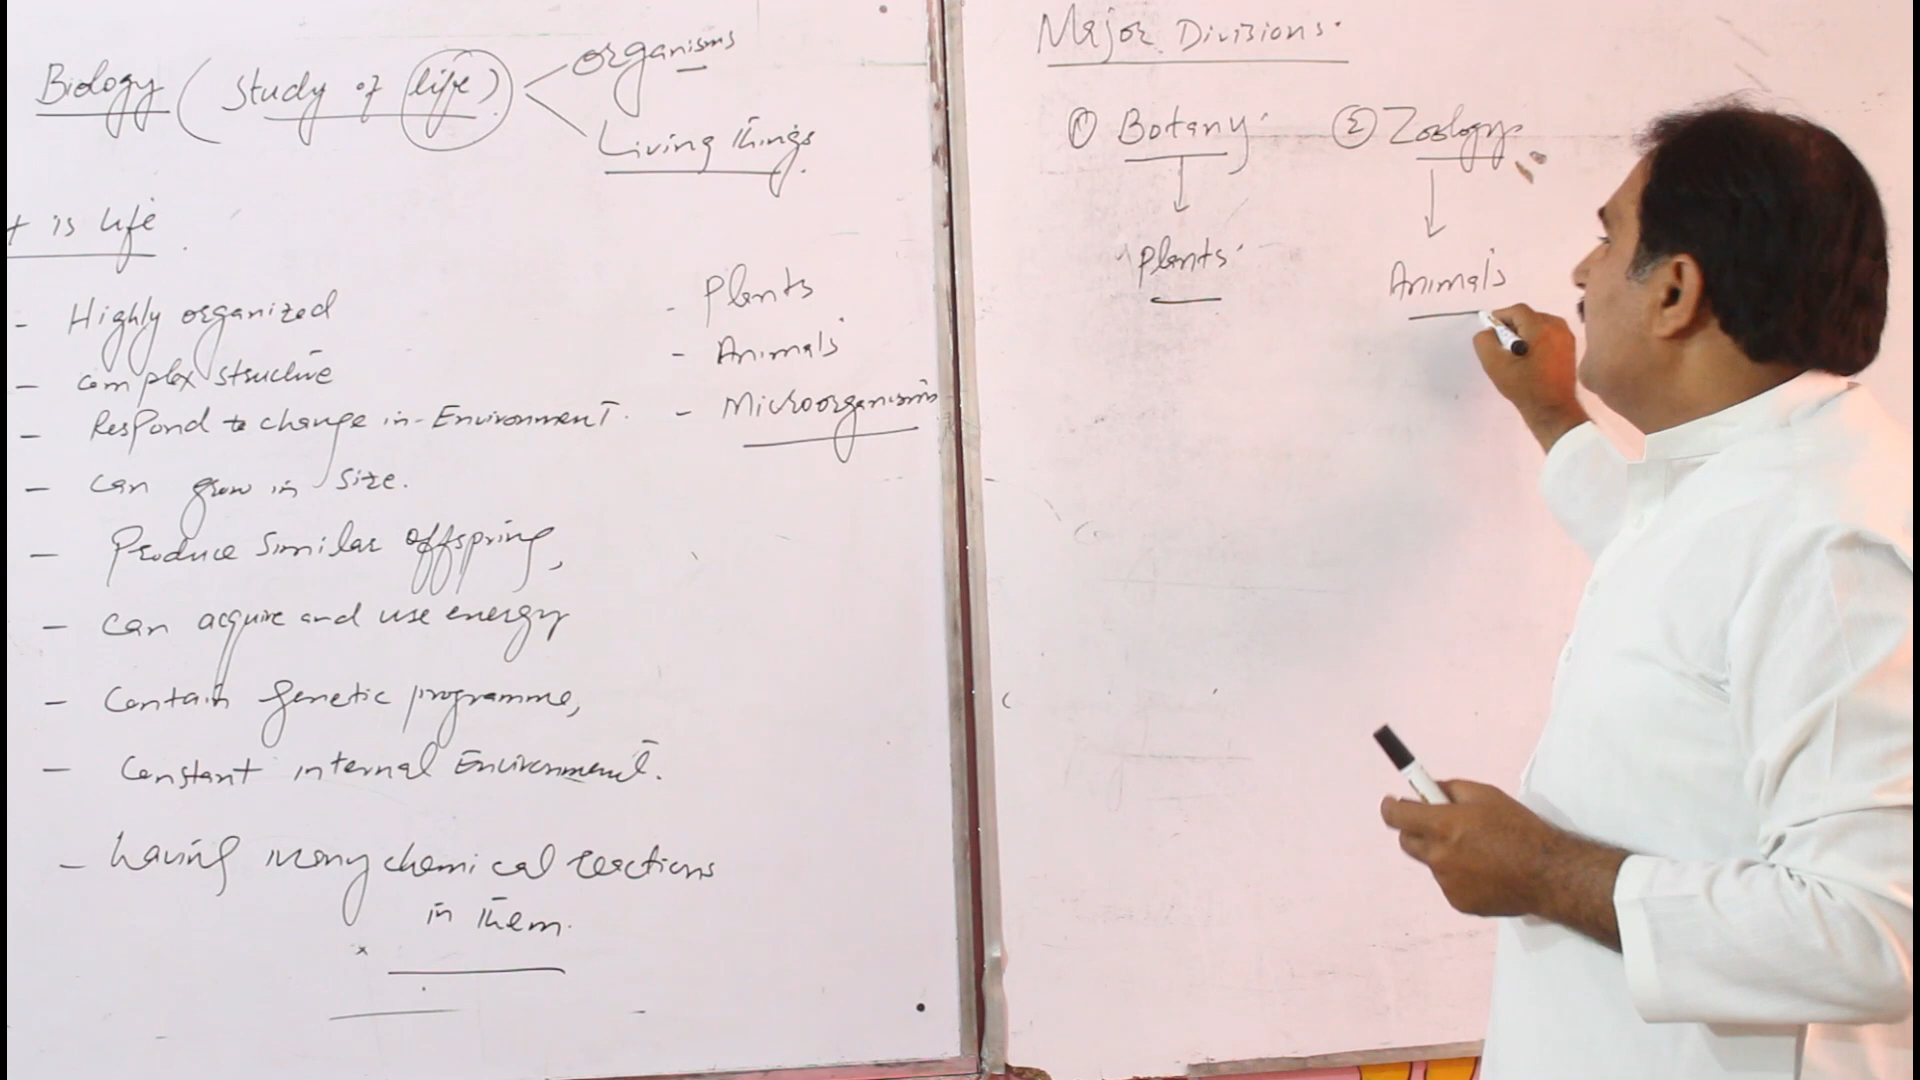 Biology (Study of life)
organisms
Living things.
t is life
- Highly organized
- complex structure
- Respond to change in Environment.
- can grow in size.
- Produce similar offspring,
- can acquire and use energy
- Contain genetic programme,
- Constant internal Environment.
- having many chemical reactions
in them.
- Plants
- Animals
- Microorganisms
Major Divisions.
① Botany. ② Zoology.
Plants.
Animals